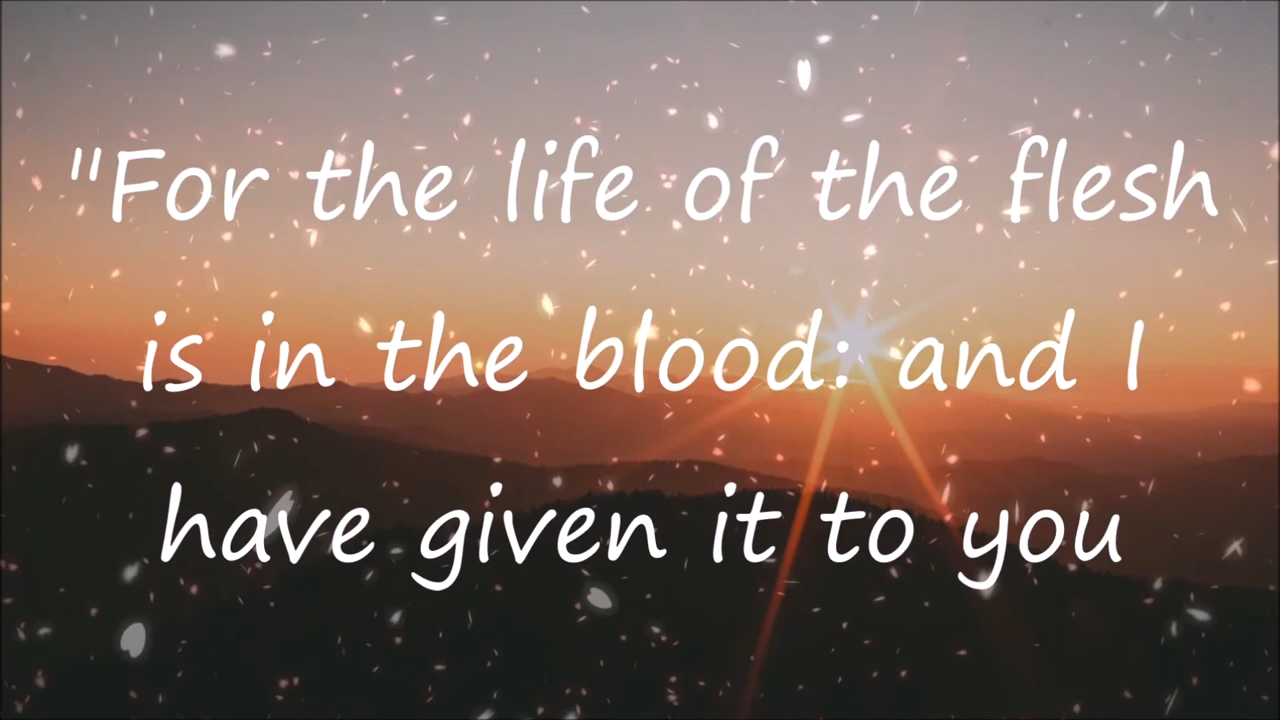 "For the life of the flesh
is in the blood: and I
have given it to you